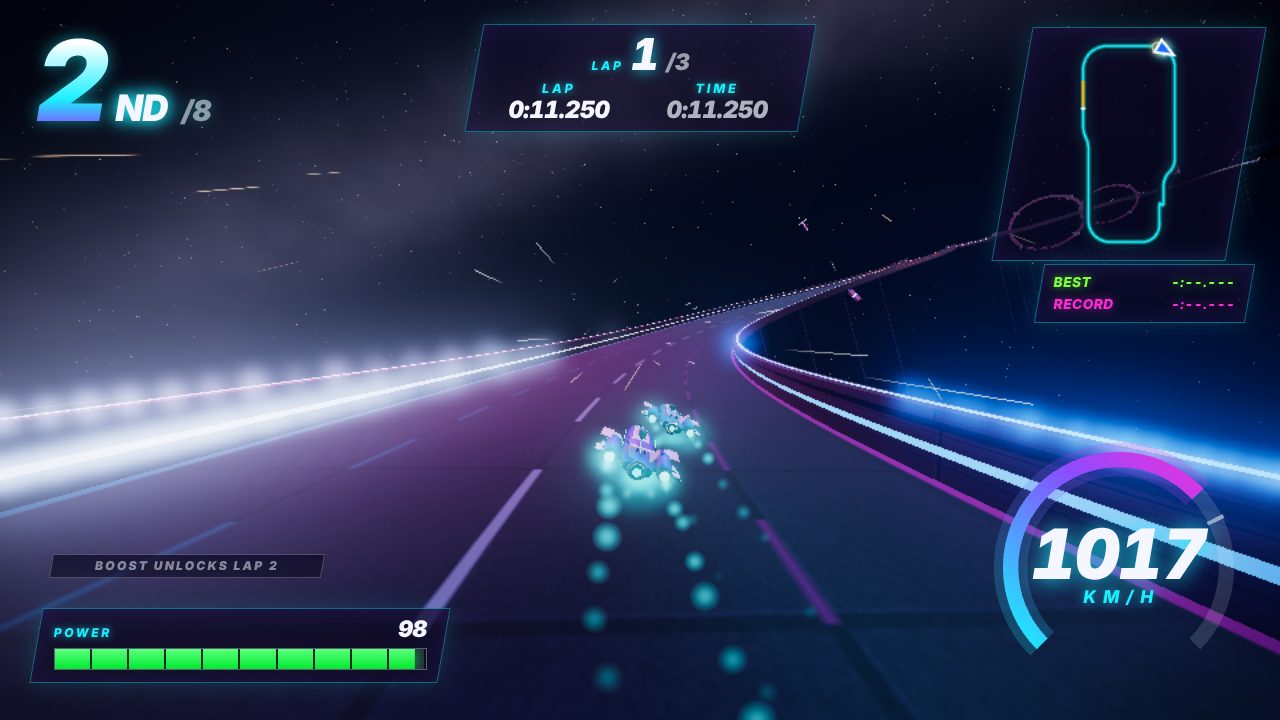 2ND /8
LAP 1 /3
LAP TIME
0:11.250 0:11.250
BEST -:--.---
RECORD -:--.---
BOOST UNLOCKS LAP 2
POWER 98
1017
KM/H